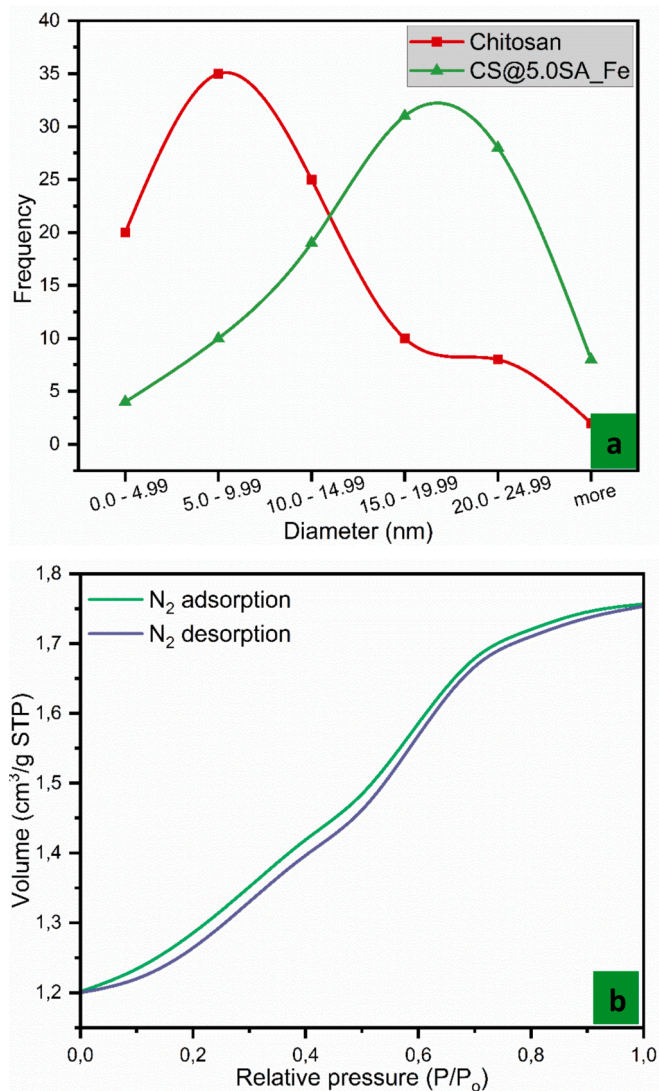 40
35
30
25
20
15
10
5
0
Frequency
Chitosan
CS@5.0SA_Fe
a
0.0 - 4.99
5.0 - 9.99
10.0 - 14.99
15.0 - 19.99
20.0 - 24.99
more
Diameter (nm)
1,8
1,7
1,6
1,5
1,4
1,3
1,2
Volume (cm³/g STP)
N₂ adsorption
N₂ desorption
b
0,0
0,2
0,4
0,6
0,8
1,0
Relative pressure (P/Pₒ)